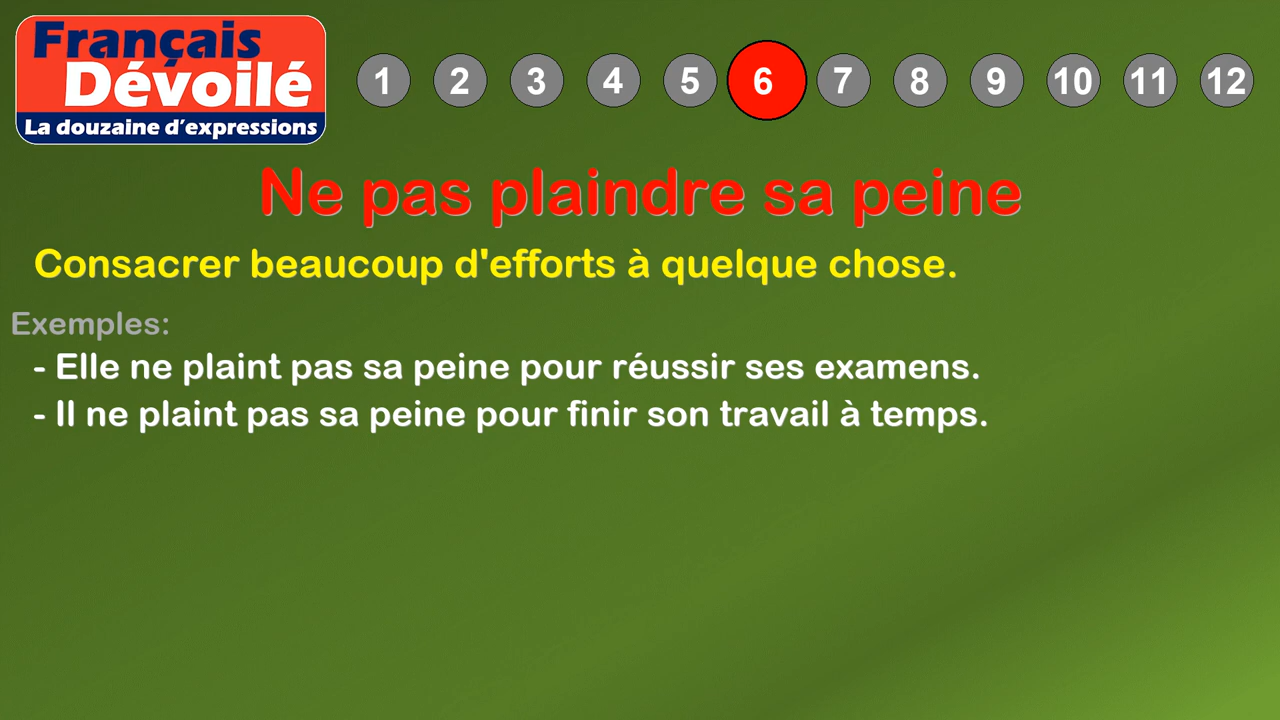 Français
Dévoilé
La douzaine d'expressions
1 2 3 4 5 6 7 8 9 10 11 12
Ne pas plaindre sa peine
Consacrer beaucoup d'efforts à quelque chose.
Exemples:
- Elle ne plaint pas sa peine pour réussir ses examens.
- Il ne plaint pas sa peine pour finir son travail à temps.